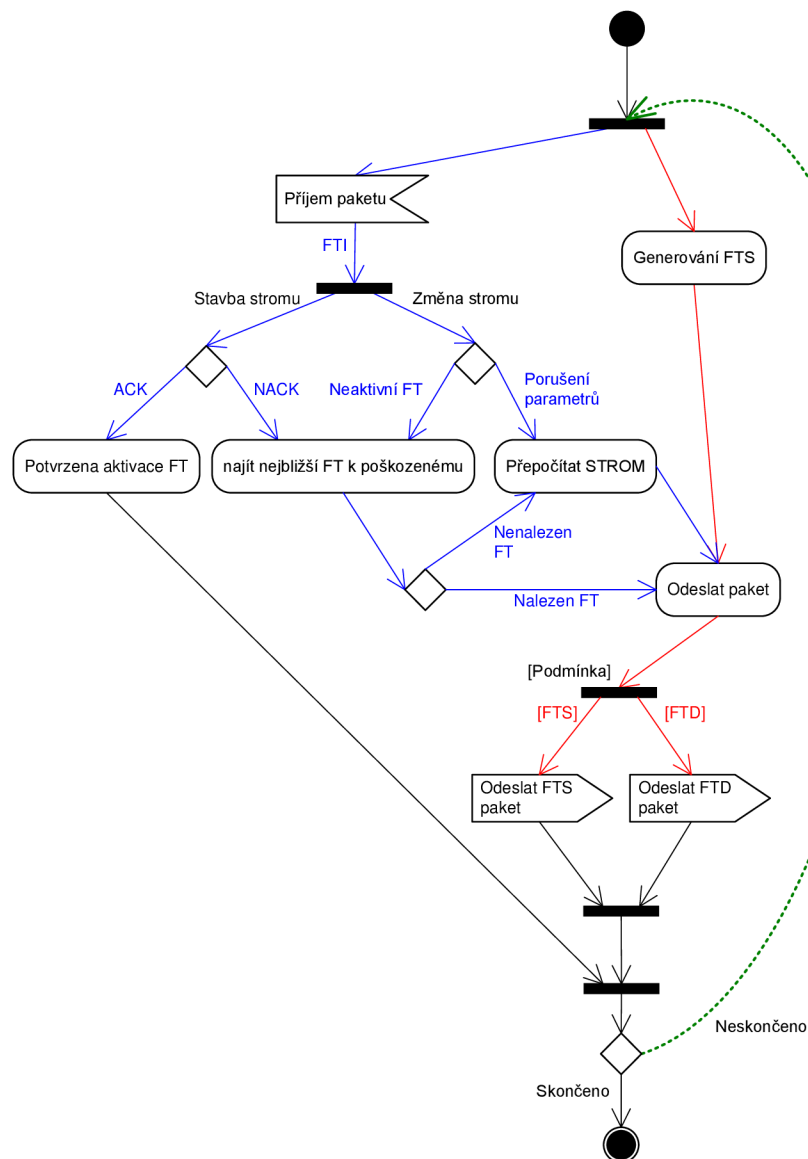 Příjem paketu
Generování FTS
FTI
Stavba stromu
Změna stromu
ACK
NACK
Neaktivní FT
Porušení
parametrů
Potvrzena aktivace FT
najít nejbližší FT k poškozenému
Přepočítat STROM
Nenalezen
FT
Nalezen FT
Odeslat paket
[Podmínka]
[FTS]
[FTD]
Odeslat FTS
paket
Odeslat FTD
paket
Neskončeno
Skončeno